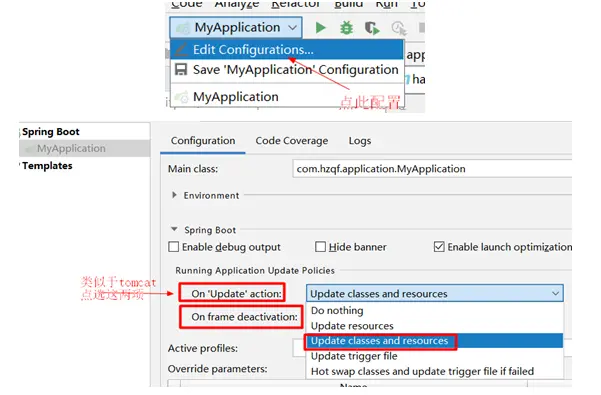 Code Analyze Refactor Build Run
MyApplication
Edit Configurations...
Save 'MyApplication' Configuration
MyApplication
点此配置
Spring Boot
MyApplication
Templates
Configuration Code Coverage Logs
Main class: com.hzqf.application.MyApplication
Environment
Spring Boot
Enable debug output Hide banner Enable launch optimization
Running Application Update Policies
类似于tomcat
点选这两项
On 'Update' action: Update classes and resources
On frame deactivation: Do nothing
Update resources
Update classes and resources
Active profiles: Update trigger file
Override parameters: Hot swap classes and update trigger file if failed
Name